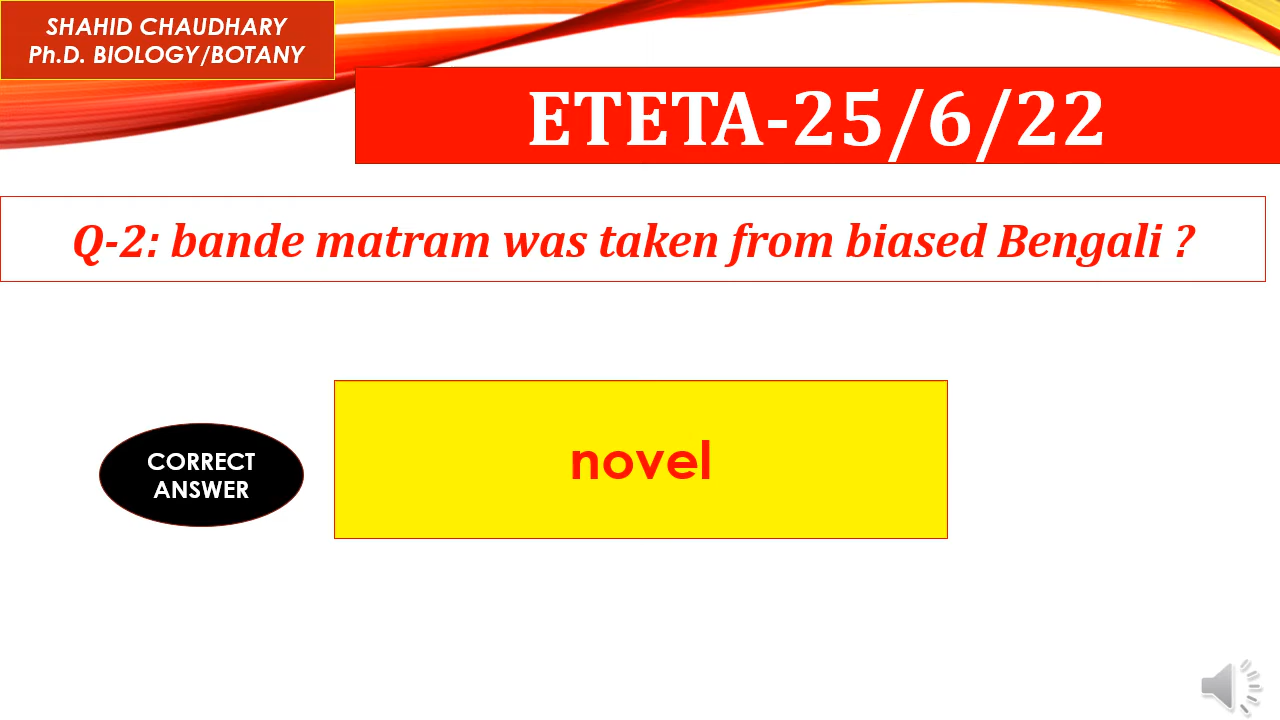 SHAHID CHAUDHARY
Ph.D. BIOLOGY/BOTANY
ETETA-25/6/22
Q-2: bande matram was taken from biased Bengali ?
CORRECT
ANSWER
novel